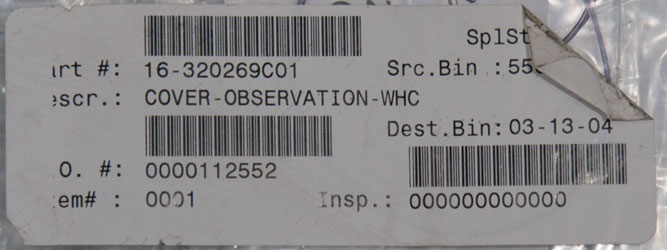 SplSt
art #: 16-320269C01 Src.Bin :55
escr.: COVER-OBSERVATION-WHC
Dest.Bin: 03-13-04
.O. #: 0000112552
em# : 0001 Insp.: 000000000000